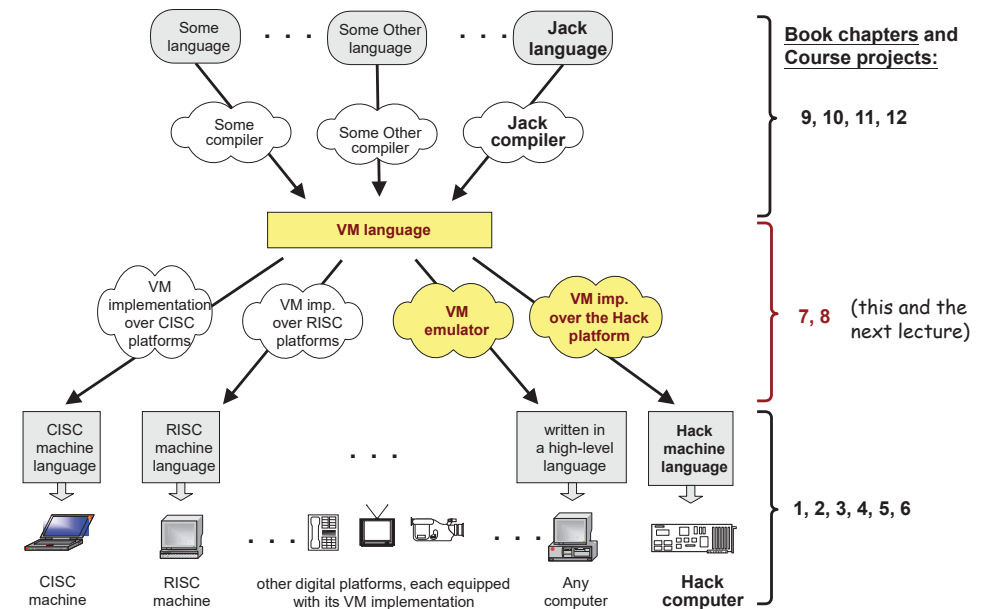 Some
language
. . .
Some Other
language
. . .
Jack
language
Book chapters and
Course projects:
Some
compiler
Some Other
compiler
Jack
compiler
9, 10, 11, 12
VM language
VM
implementation
over CISC
platforms
VM imp.
over RISC
platforms
VM
emulator
VM imp.
over the Hack
platform
7, 8 (this and the
next lecture)
CISC
machine
language
RISC
machine
language
. . .
written in
a high-level
language
Hack
machine
language
1, 2, 3, 4, 5, 6
. . .
. . .
CISC
machine
RISC
machine
other digital platforms, each equipped
with its VM implementation
Any
computer
Hack
computer